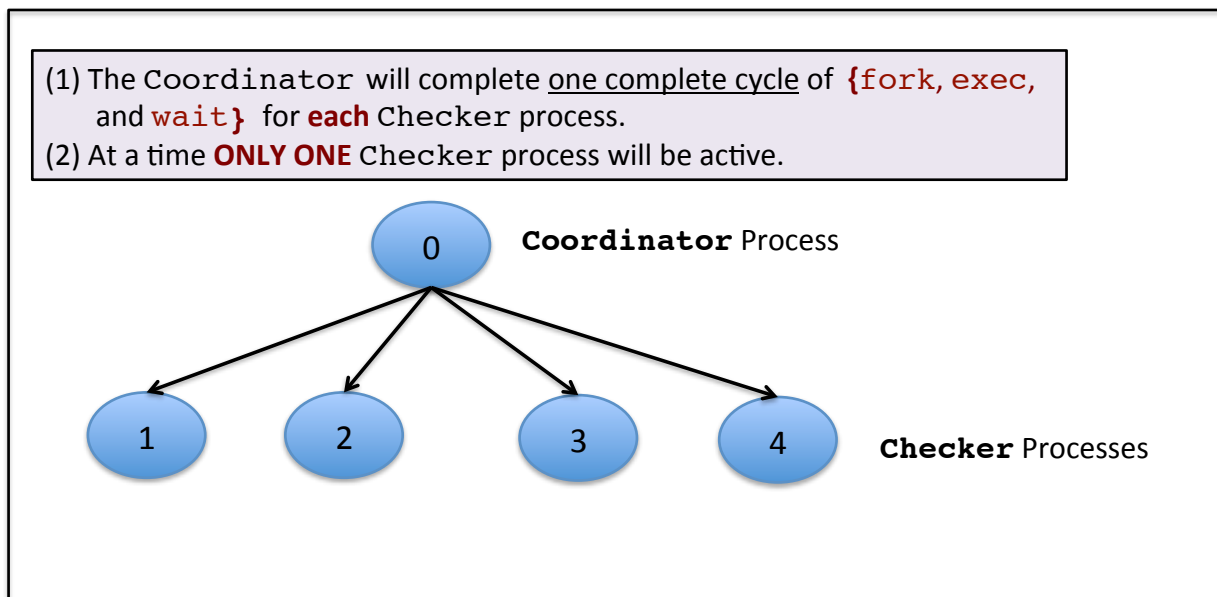 (1) The Coordinator will complete one complete cycle of {fork, exec,
and wait} for each Checker process.
(2) At a time ONLY ONE Checker process will be active.
0
Coordinator Process
1
2
3
4
Checker Processes